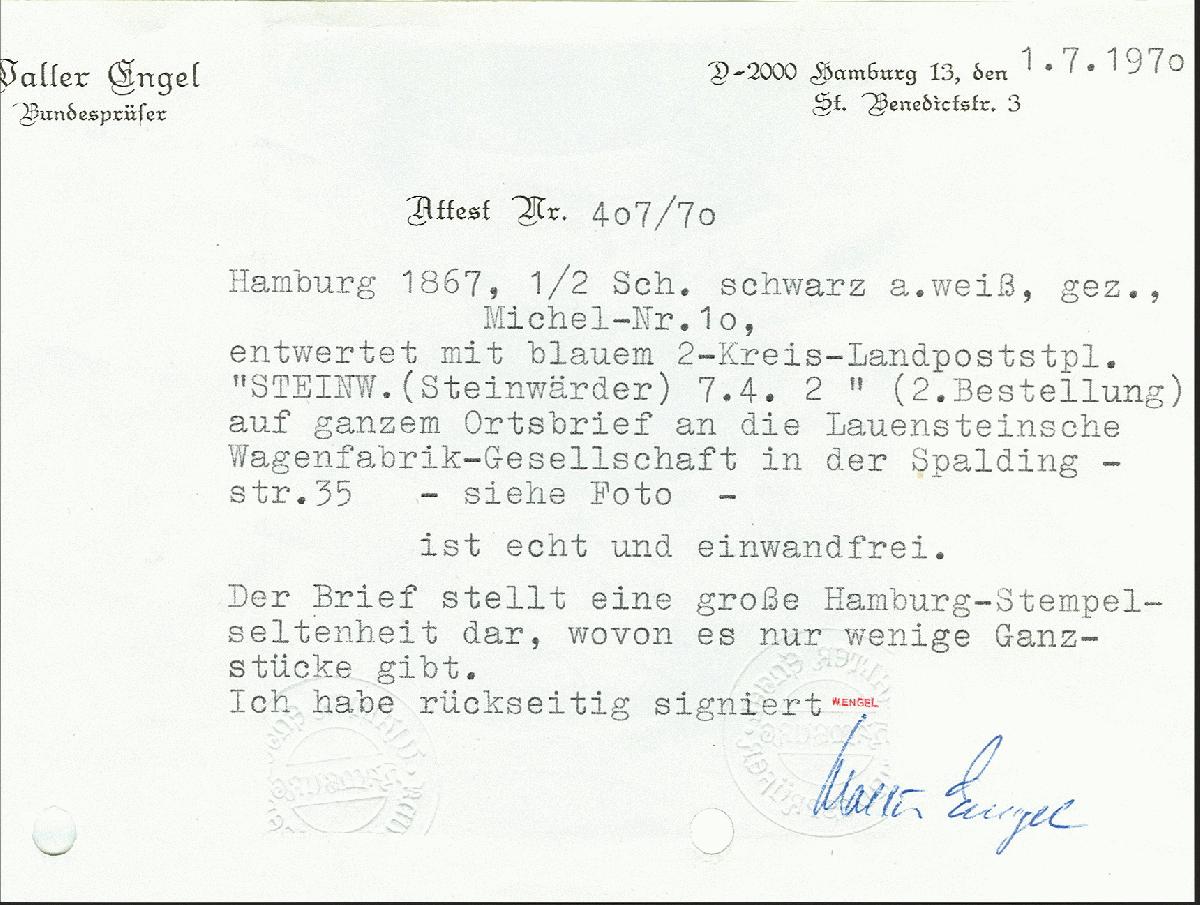 Walter Engel
Bundesprüfer
D-2000 Hamburg 13, den 1.7.197o
St. Benedictstr. 3
Attest Nr. 4o7/7o
Hamburg 1867, 1/2 Sch. schwarz a.weiß, gez.,
Michel-Nr.1o,
entwertet mit blauem 2-Kreis-Landpoststpl.
"STEINW.(Steinwärder) 7.4. 2 " (2.Bestellung)
auf ganzem Ortsbrief an die Lauensteinsche
Wagenfabrik-Gesellschaft in der Spalding -
str.35 - siehe Foto -
ist echt und einwandfrei.
Der Brief stellt eine große Hamburg-Stempel-
seltenheit dar, wovon es nur wenige Ganz-
stücke gibt.
Ich habe rückseitig signiert WENGEL
Walter Engel